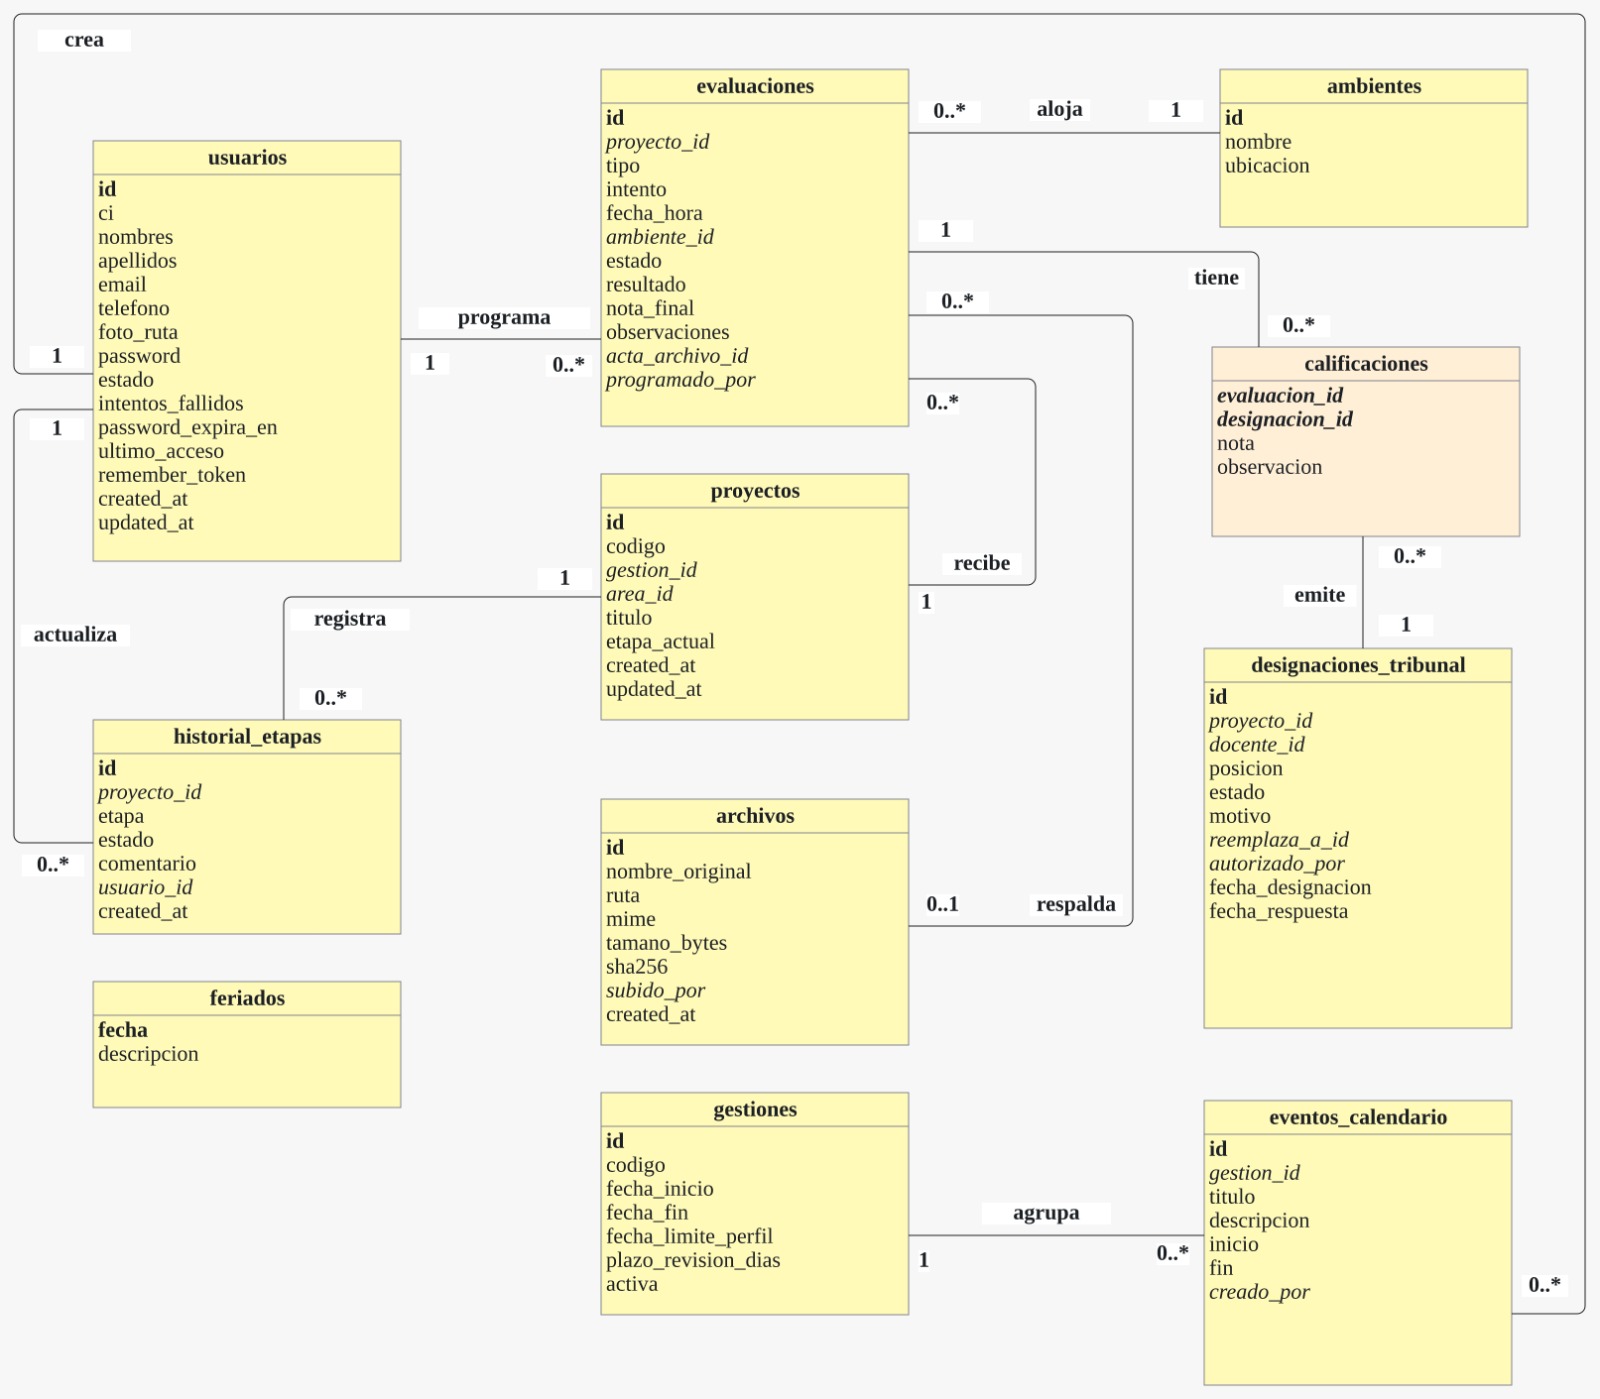 crea
evaluaciones
id
proyecto_id
tipo
intento
fecha_hora
ambiente_id
estado
resultado
nota_final
observaciones
acta_archivo_id
programado_por
0..*
aloja
1
ambientes
id
nombre
ubicacion
usuarios
id
ci
nombres
apellidos
email
telefono
foto_ruta
password
estado
intentos_fallidos
password_expira_en
ultimo_acceso
remember_token
created_at
updated_at
1
1
programa
1
0..*
1
tiene
0..*
0..*
0..*
calificaciones
evaluacion_id
designacion_id
nota
observacion
proyectos
id
codigo
gestion_id
area_id
titulo
etapa_actual
created_at
updated_at
recibe
1
1
registra
0..*
actualiza
0..*
emite
1
0..*
historial_etapas
id
proyecto_id
etapa
estado
comentario
usuario_id
created_at
0..*
designaciones_tribunal
id
proyecto_id
docente_id
posicion
estado
motivo
reemplaza_a_id
autorizado_por
fecha_designacion
fecha_respuesta
archivos
id
nombre_original
ruta
mime
tamano_bytes
sha256
subido_por
created_at
0..1
respalda
feriados
fecha
descripcion
gestiones
id
codigo
fecha_inicio
fecha_fin
fecha_limite_perfil
plazo_revision_dias
activa
agrupa
1
0..*
eventos_calendario
id
gestion_id
titulo
descripcion
inicio
fin
creado_por
0..*